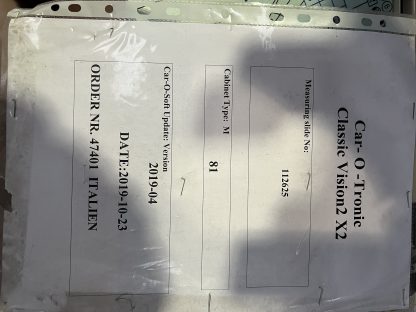 Car- O -Tronic
Classic Vision2 X2
Measuring slide No:
112625
Cabinet Type: M
81
Car-O-Soft Update: Version
2019-04
DATE:2019-10-23
ORDER NR. 47401 ITALIEN